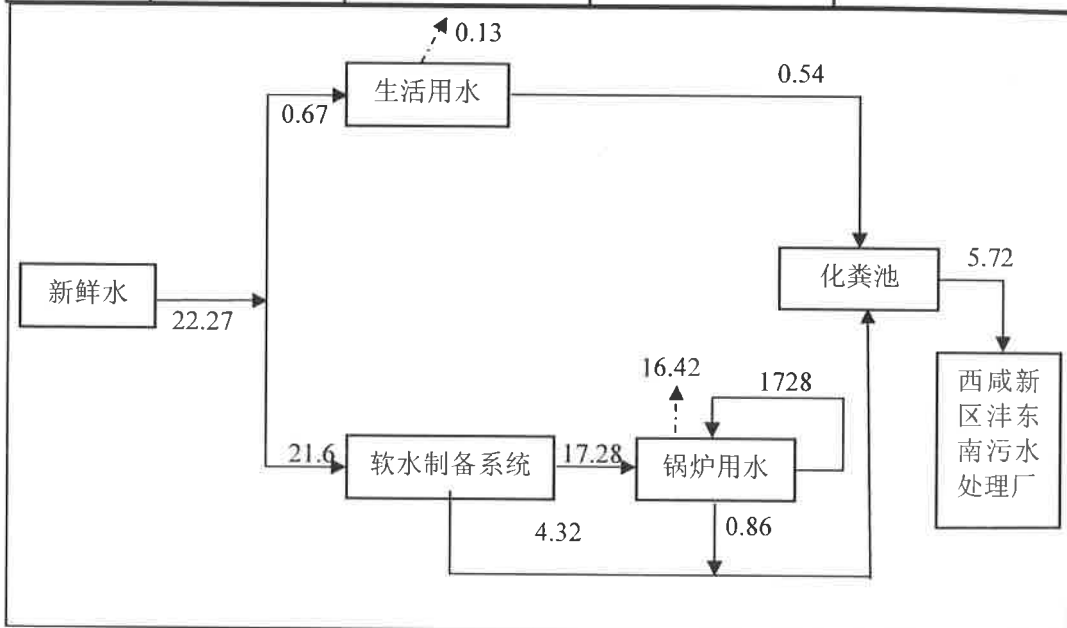 0.13
生活用水
0.54
0.67
化粪池
5.72
新鲜水
22.27
16.42
1728
西咸新
区沣东
南污水
处理厂
21.6
软水制备系统
17.28
锅炉用水
4.32
0.86